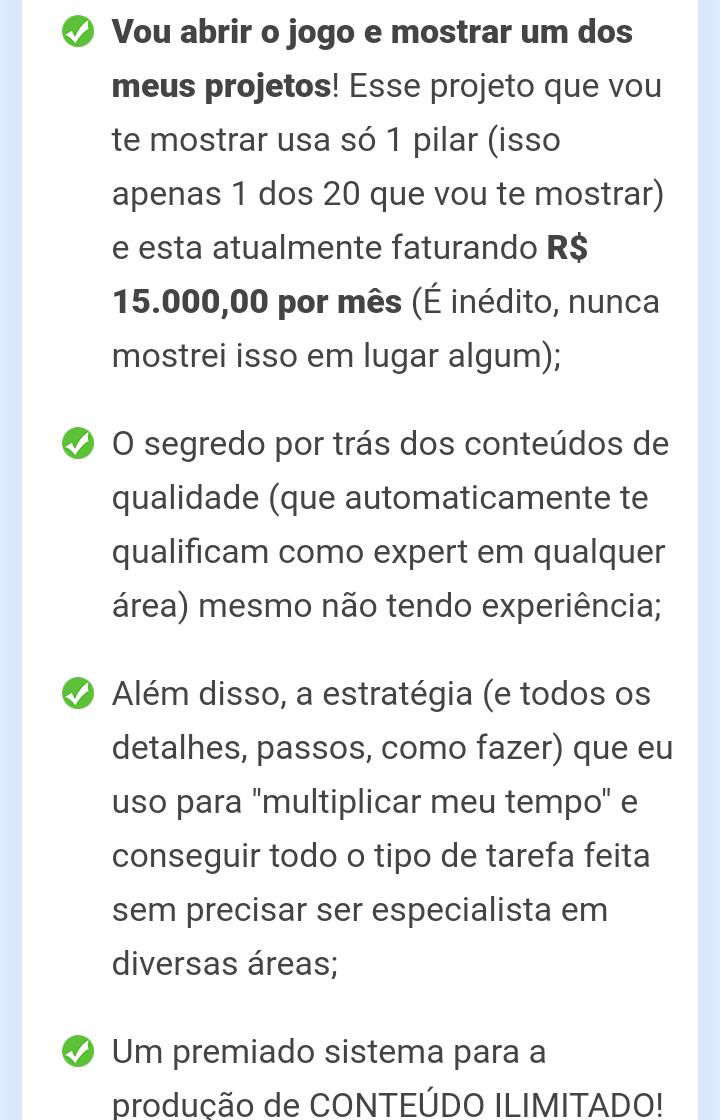 Vou abrir o jogo e mostrar um dos
meus projetos! Esse projeto que vou
te mostrar usa só 1 pilar (isso
apenas 1 dos 20 que vou te mostrar)
e esta atualmente faturando R$
15.000,00 por mês (É inédito, nunca
mostrei isso em lugar algum);
O segredo por trás dos conteúdos de
qualidade (que automaticamente te
qualificam como expert em qualquer
área) mesmo não tendo experiência;
Além disso, a estratégia (e todos os
detalhes, passos, como fazer) que eu
uso para "multiplicar meu tempo" e
conseguir todo o tipo de tarefa feita
sem precisar ser especialista em
diversas áreas;
Um premiado sistema para a
produção de CONTEÚDO ILIMITADO!